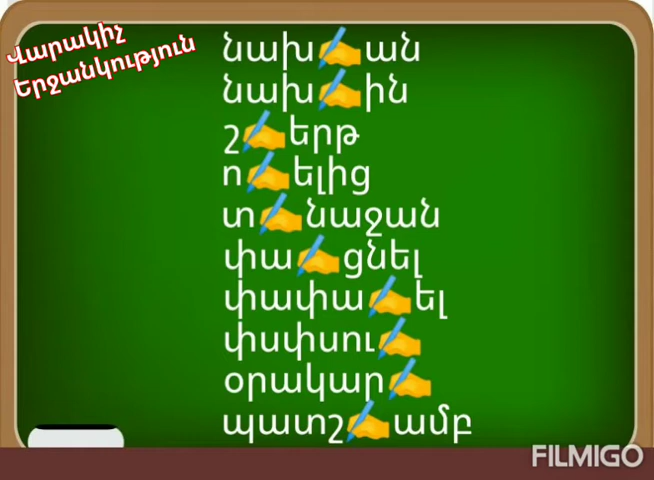 Վարակիչ
Երջանկություն
նախ✍️ան
նախ✍️ին
շ✍️երթ
ո✍️ելից
տ✍️նաջան
փա✍️ցնել
փափա✍️ել
փսփսու✍️
օրակար✍️
պատշ✍️ամբ
FILMIGO